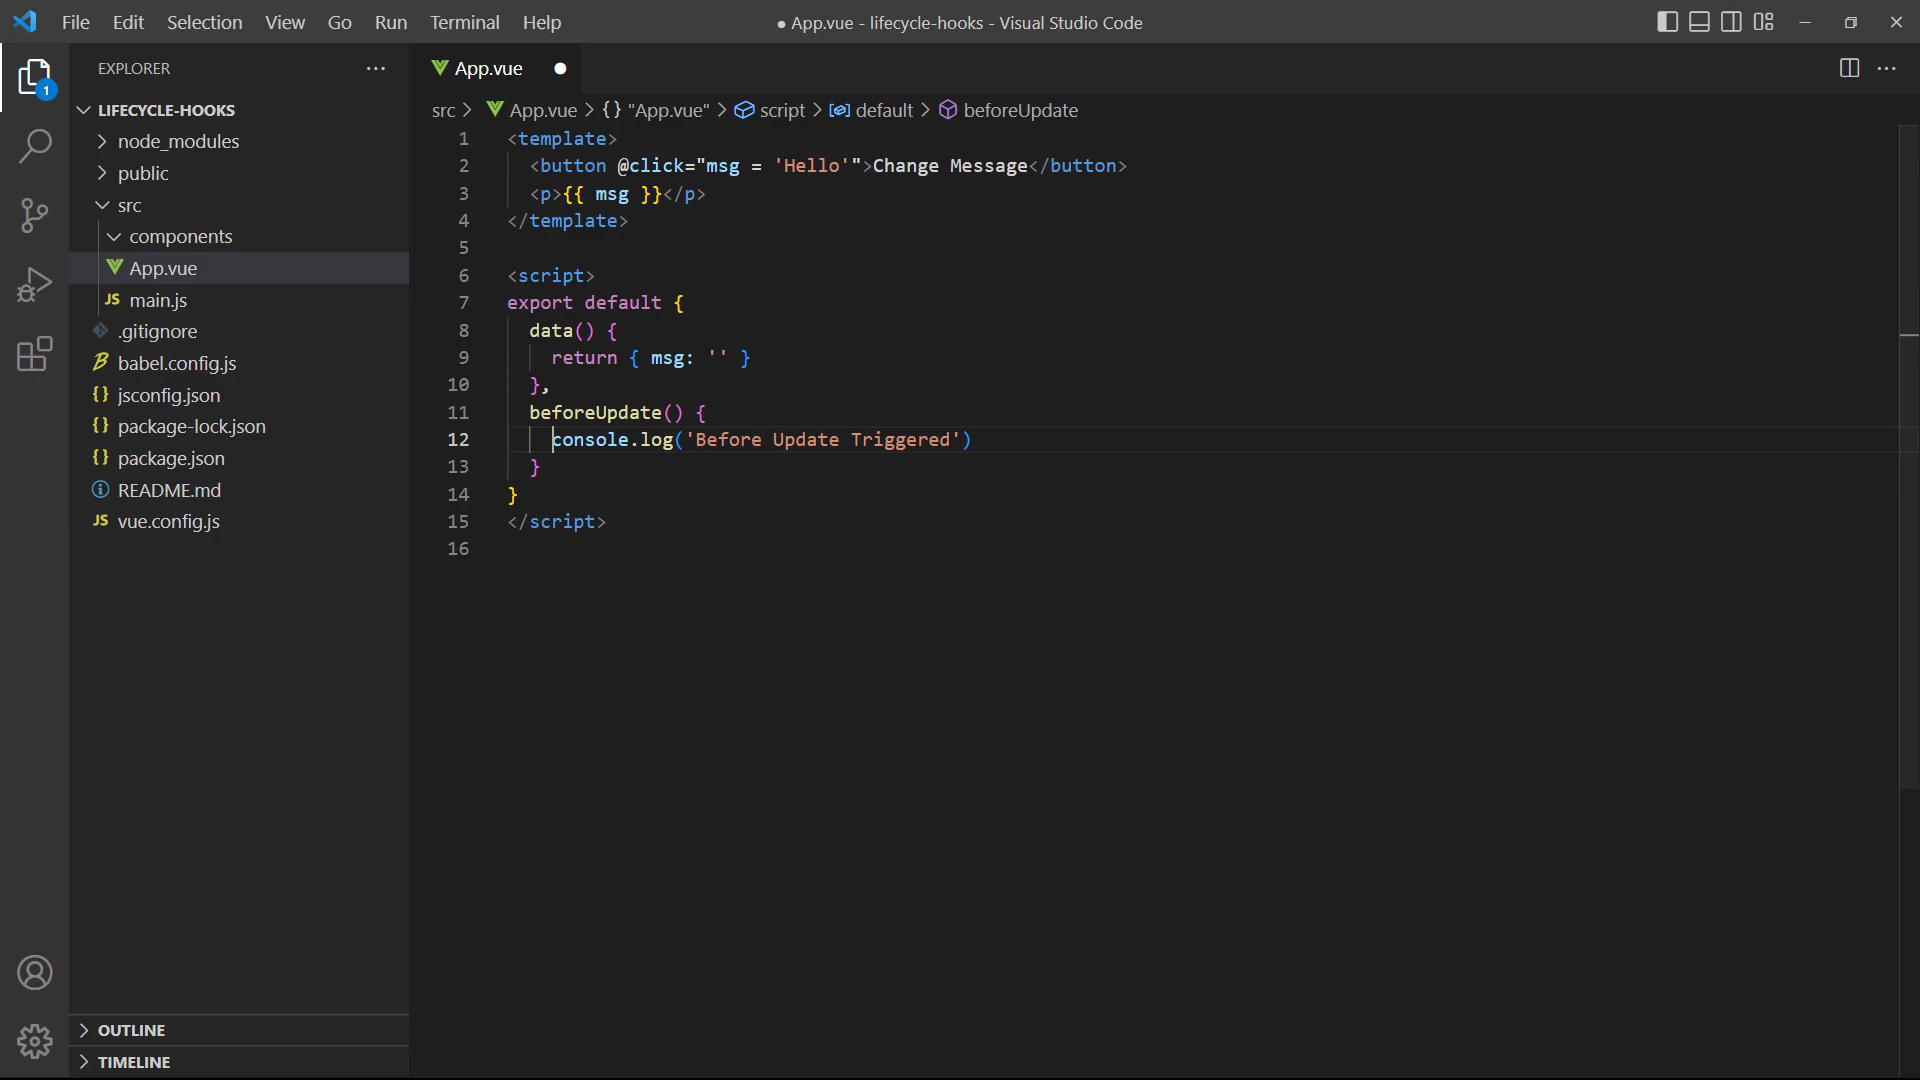 File Edit Selection View Go Run Terminal Help
● App.vue - lifecycle-hooks - Visual Studio Code
EXPLORER
1
LIFECYCLE-HOOKS
node_modules
public
src
components
App.vue
JS main.js
.gitignore
babel.config.js
{} jsconfig.json
{} package-lock.json
{} package.json
README.md
JS vue.config.js
OUTLINE
TIMELINE
App.vue ●
src > App.vue > {} "App.vue" > script > default > beforeUpdate
1 <template>
2 <button @click="msg = 'Hello'">Change Message</button>
3 <p>{{ msg }}</p>
4 </template>
5
6 <script>
7 export default {
8 data() {
9 return { msg: '' }
10 },
11 beforeUpdate() {
12 console.log('Before Update Triggered')
13 }
14 }
15 </script>
16